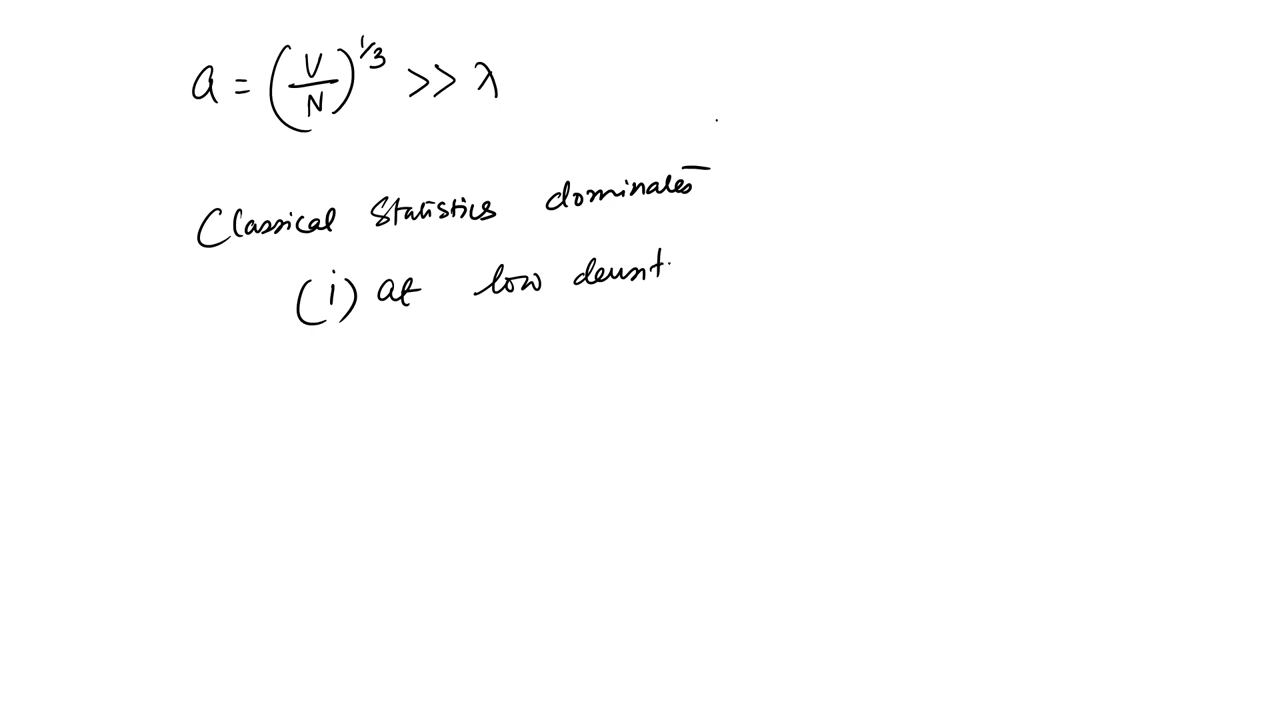 a = (V/N)^1/3 >> λ
Classical Statistics dominates
(i) at low densit